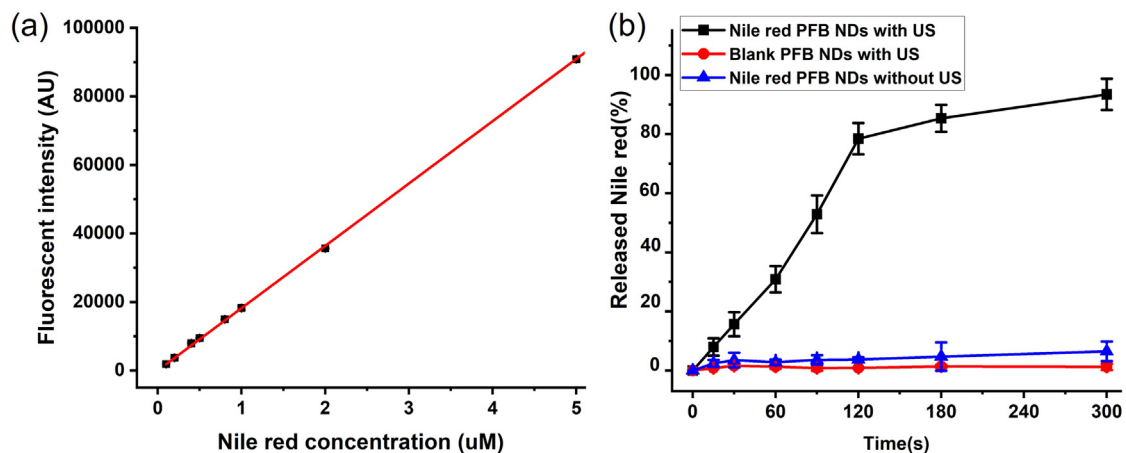 (a)
Fluorescent intensity (AU)
100000
80000
60000
40000
20000
0
0 1 2 3 4 5
Nile red concentration (uM)
(b)
Nile red PFB NDs with US
Blank PFB NDs with US
Nile red PFB NDs without US
Released Nile red(%)
100
80
60
40
20
0
0 60 120 180 240 300
Time(s)